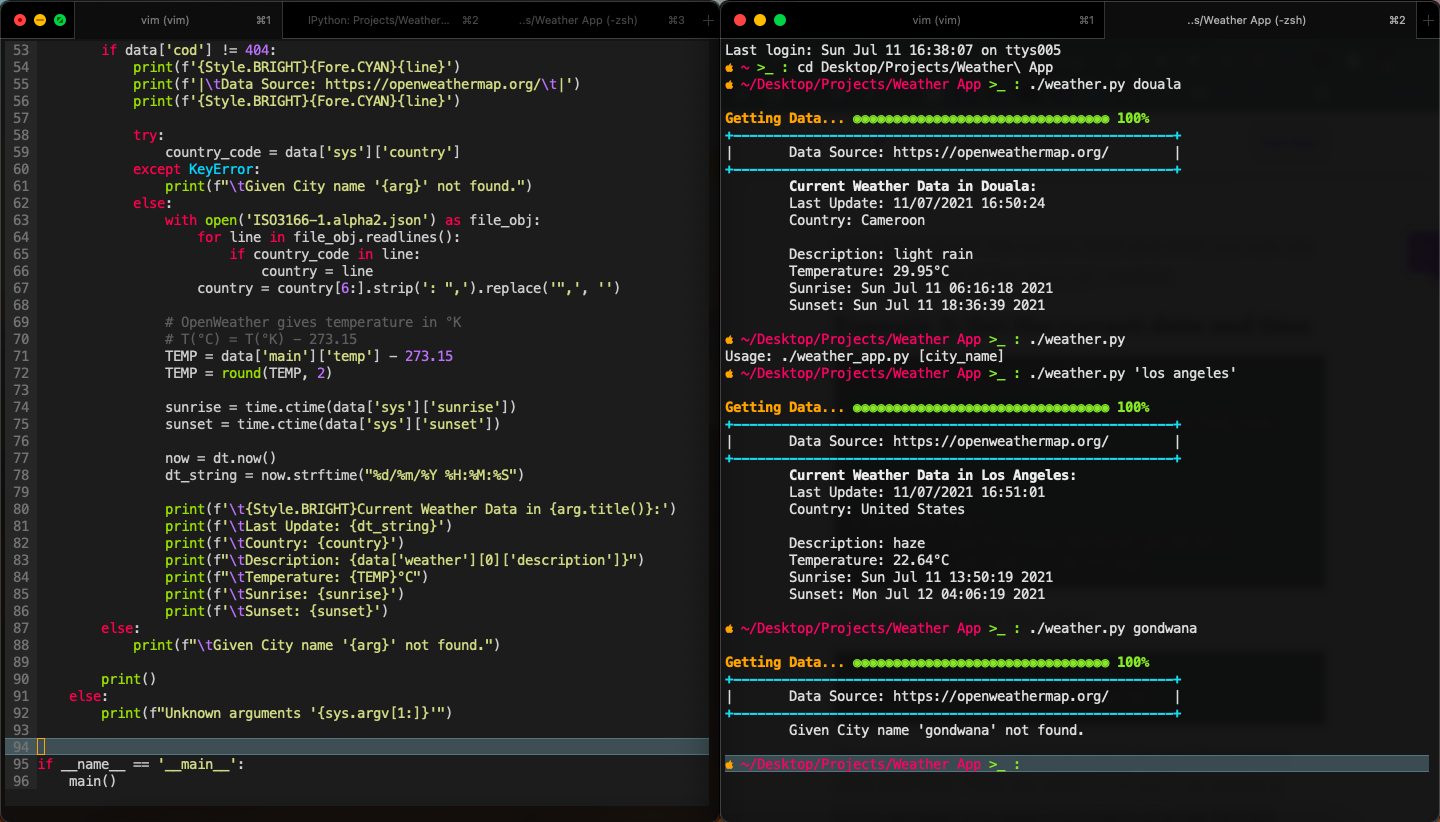 vim (vim) ⌘1 IPython: Projects/Weather... ⌘2 ..s/Weather App (-zsh) ⌘3
53 if data['cod'] != 404:
54 print(f'{Style.BRIGHT}{Fore.CYAN}{line}')
55 print(f'|\tData Source: https://openweathermap.org/\t|')
56 print(f'{Style.BRIGHT}{Fore.CYAN}{line}')
57
58 try:
59 country_code = data['sys']['country']
60 except KeyError:
61 print(f"\tGiven City name '{arg}' not found.")
62 else:
63 with open('ISO3166-1.alpha2.json') as file_obj:
64 for line in file_obj.readlines():
65 if country_code in line:
66 country = line
67 country = country[6:].strip(': ",').replace('",', '')
68
69 # OpenWeather gives temperature in °K
70 # T(°C) = T(°K) - 273.15
71 TEMP = data['main']['temp'] - 273.15
72 TEMP = round(TEMP, 2)
73
74 sunrise = time.ctime(data['sys']['sunrise'])
75 sunset = time.ctime(data['sys']['sunset'])
76
77 now = dt.now()
78 dt_string = now.strftime("%d/%m/%Y %H:%M:%S")
79
80 print(f'\t{Style.BRIGHT}Current Weather Data in {arg.title()}:')
81 print(f'\tLast Update: {dt_string}')
82 print(f'\tCountry: {country}')
83 print(f"\tDescription: {data['weather'][0]['description']}")
84 print(f"\tTemperature: {TEMP}°C")
85 print(f'\tSunrise: {sunrise}')
86 print(f'\tSunset: {sunset}')
87 else:
88 print(f"\tGiven City name '{arg}' not found.")
89
90 print()
91 else:
92 print(f"Unknown arguments '{sys.argv[1:]}'")
93
94
95 if __name__ == '__main__':
96 main()
vim (vim) ⌘1 ..s/Weather App (-zsh) ⌘2
Last login: Sun Jul 11 16:38:07 on ttys005
~ >_ : cd Desktop/Projects/Weather\ App
~/Desktop/Projects/Weather App >_ : ./weather.py douala
Getting Data... 100%
+-------------------------------------------------------+
| Data Source: https://openweathermap.org/ |
+-------------------------------------------------------+
Current Weather Data in Douala:
Last Update: 11/07/2021 16:50:24
Country: Cameroon
Description: light rain
Temperature: 29.95°C
Sunrise: Sun Jul 11 06:16:18 2021
Sunset: Sun Jul 11 18:36:39 2021
~/Desktop/Projects/Weather App >_ : ./weather.py
Usage: ./weather_app.py [city_name]
~/Desktop/Projects/Weather App >_ : ./weather.py 'los angeles'
Getting Data... 100%
+-------------------------------------------------------+
| Data Source: https://openweathermap.org/ |
+-------------------------------------------------------+
Current Weather Data in Los Angeles:
Last Update: 11/07/2021 16:51:01
Country: United States
Description: haze
Temperature: 22.64°C
Sunrise: Sun Jul 11 13:50:19 2021
Sunset: Mon Jul 12 04:06:19 2021
~/Desktop/Projects/Weather App >_ : ./weather.py gondwana
Getting Data... 100%
+-------------------------------------------------------+
| Data Source: https://openweathermap.org/ |
+-------------------------------------------------------+
Given City name 'gondwana' not found.
~/Desktop/Projects/Weather App >_ :